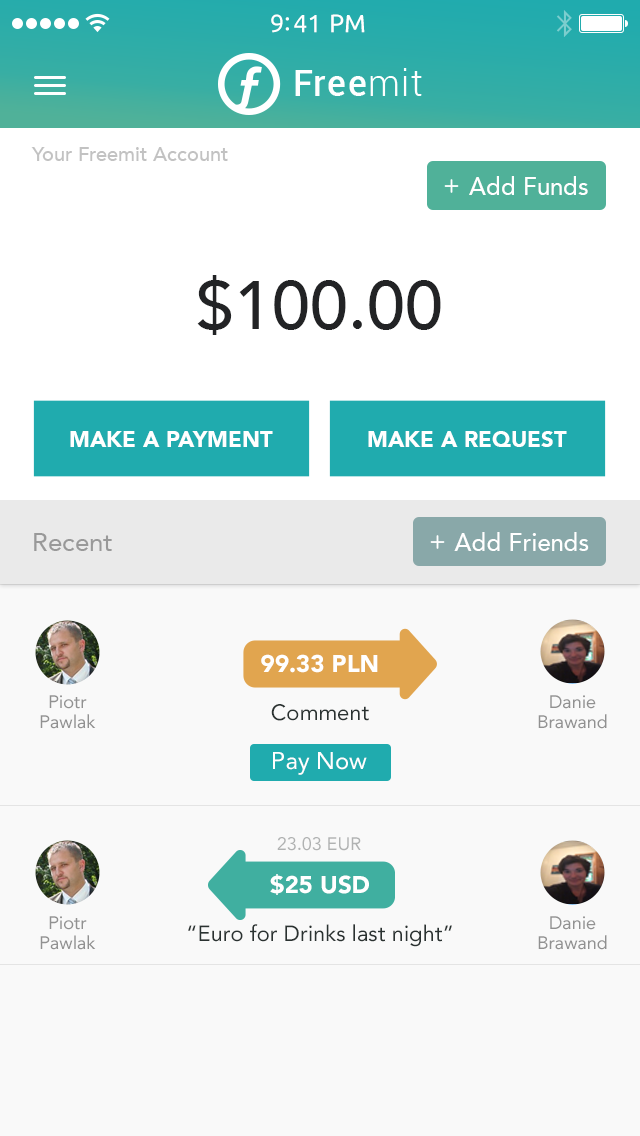 9:41 PM
Freemit
Your Freemit Account
+ Add Funds
$100.00
MAKE A PAYMENT
MAKE A REQUEST
Recent
+ Add Friends
99.33 PLN
Piotr
Pawlak
Comment
Danie
Brawand
Pay Now
23.03 EUR
$25 USD
Piotr
Pawlak
“Euro for Drinks last night”
Danie
Brawand